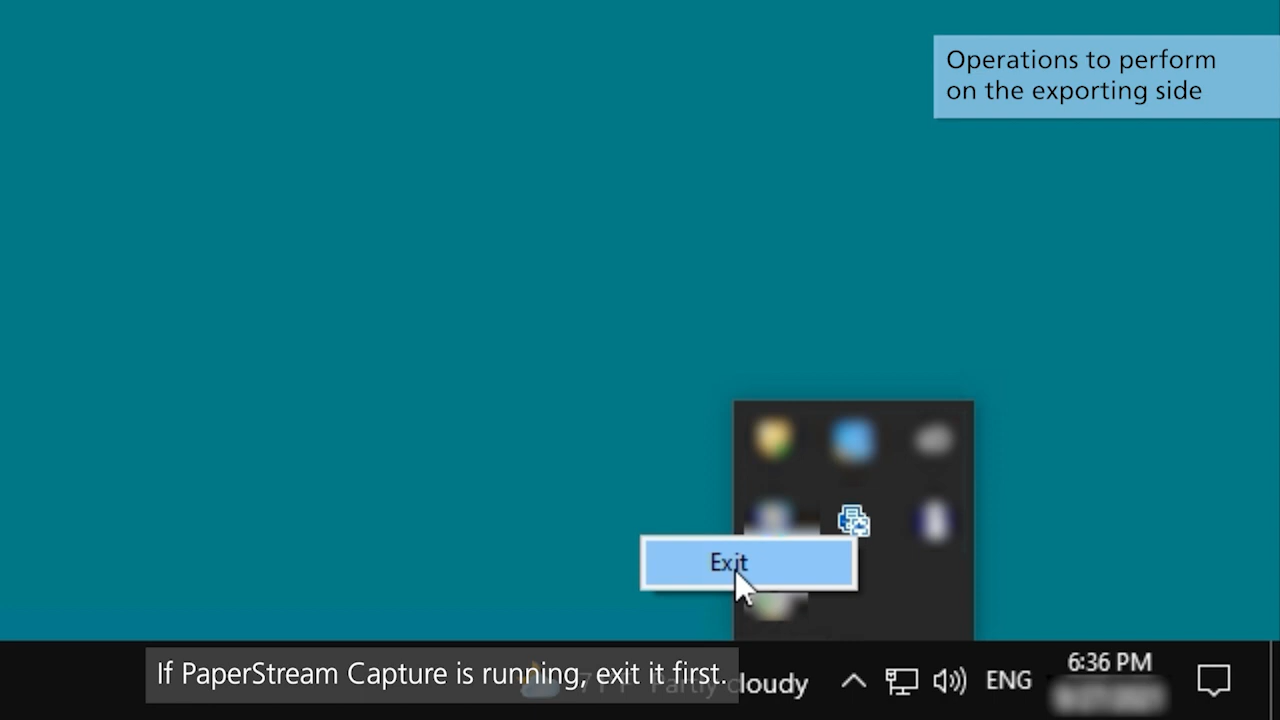 Operations to perform
on the exporting side
Exit
If PaperStream Capture is running, exit it first.
cloudy
ENG
6:36 PM